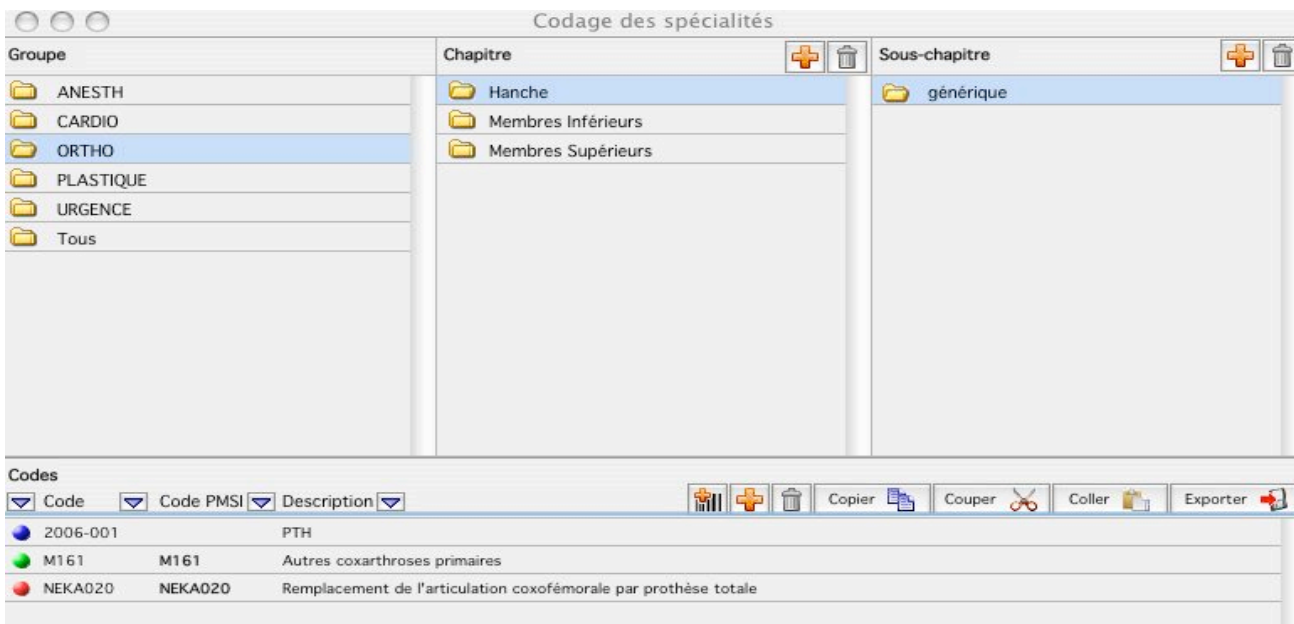 Codage des spécialités
Groupe Chapitre Sous-chapitre
ANESTH Hanche générique
CARDIO Membres Inférieurs
ORTHO Membres Supérieurs
PLASTIQUE
URGENCE
Tous
Codes
Code Code PMSI Description Copier Couper Coller Exporter
2006-001 PTH
M161 M161 Autres coxarthroses primaires
NEKA020 NEKA020 Remplacement de l'articulation coxofémorale par prothèse totale